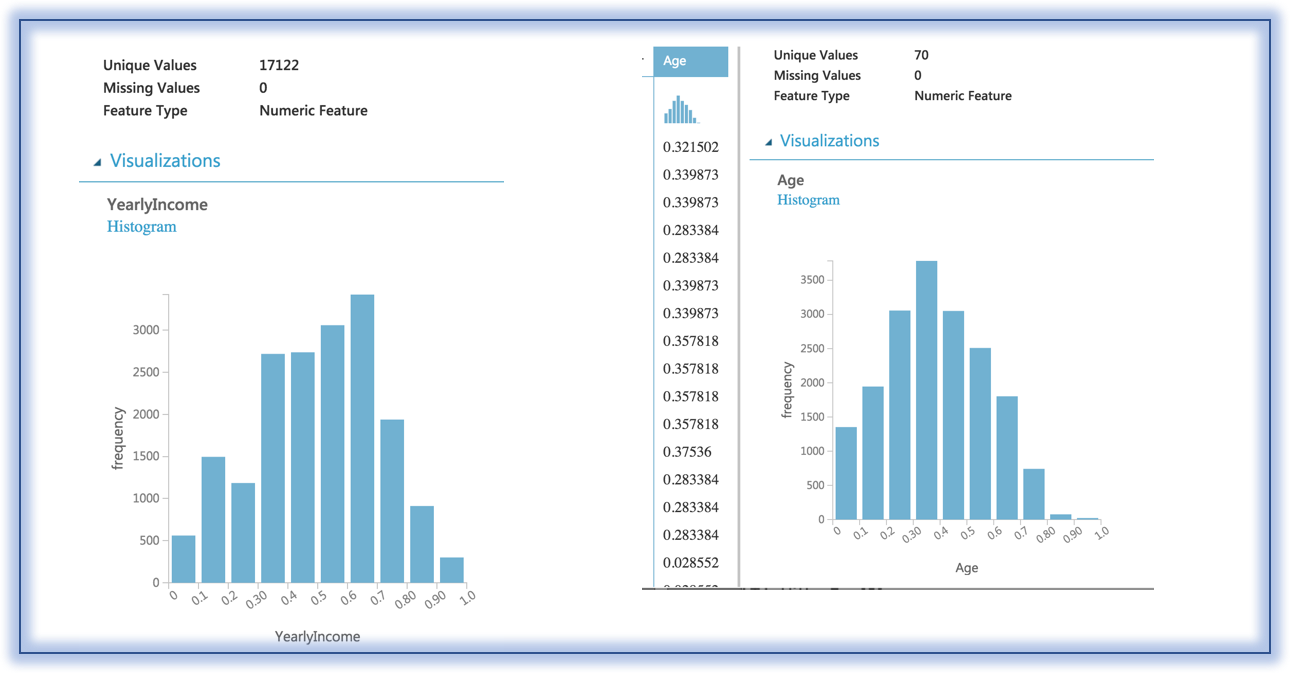 Unique Values 17122
Missing Values 0
Feature Type Numeric Feature
Visualizations
YearlyIncome
Histogram
frequency
3000
2500
2000
1500
1000
500
0
0 0.1 0.2 0.30 0.4 0.5 0.6 0.7 0.80 0.90 1.0
YearlyIncome
Age
0.321502
0.339873
0.339873
0.283384
0.283384
0.339873
0.339873
0.357818
0.357818
0.357818
0.357818
0.37536
0.283384
0.283384
0.283384
0.028552
Unique Values 70
Missing Values 0
Feature Type Numeric Feature
Visualizations
Age
Histogram
frequency
3500
3000
2500
2000
1500
1000
500
0
0 0.1 0.2 0.30 0.4 0.5 0.6 0.7 0.80 0.90 1.0
Age